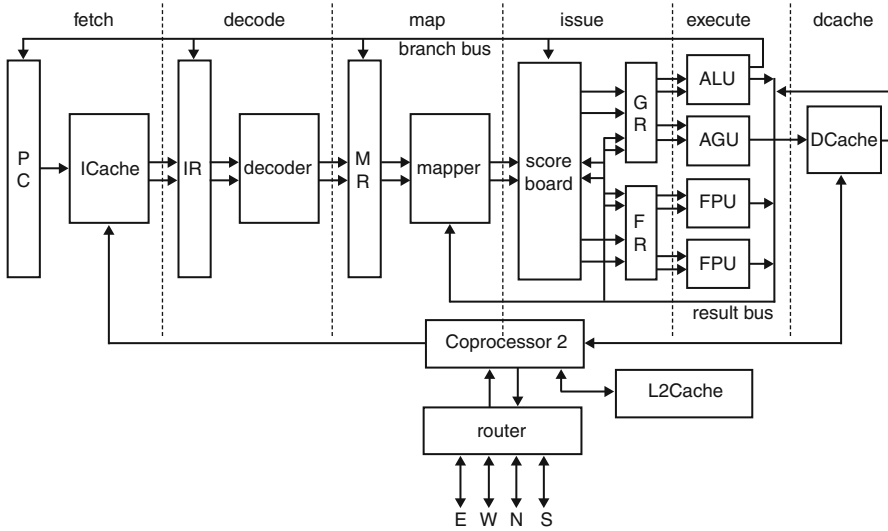 fetch decode map issue execute dcache
branch bus
P
C
ICache
IR
decoder
M
R
mapper
score
board
G
R
F
R
ALU
AGU
FPU
FPU
DCache
result bus
Coprocessor 2
L2Cache
router
E W N S